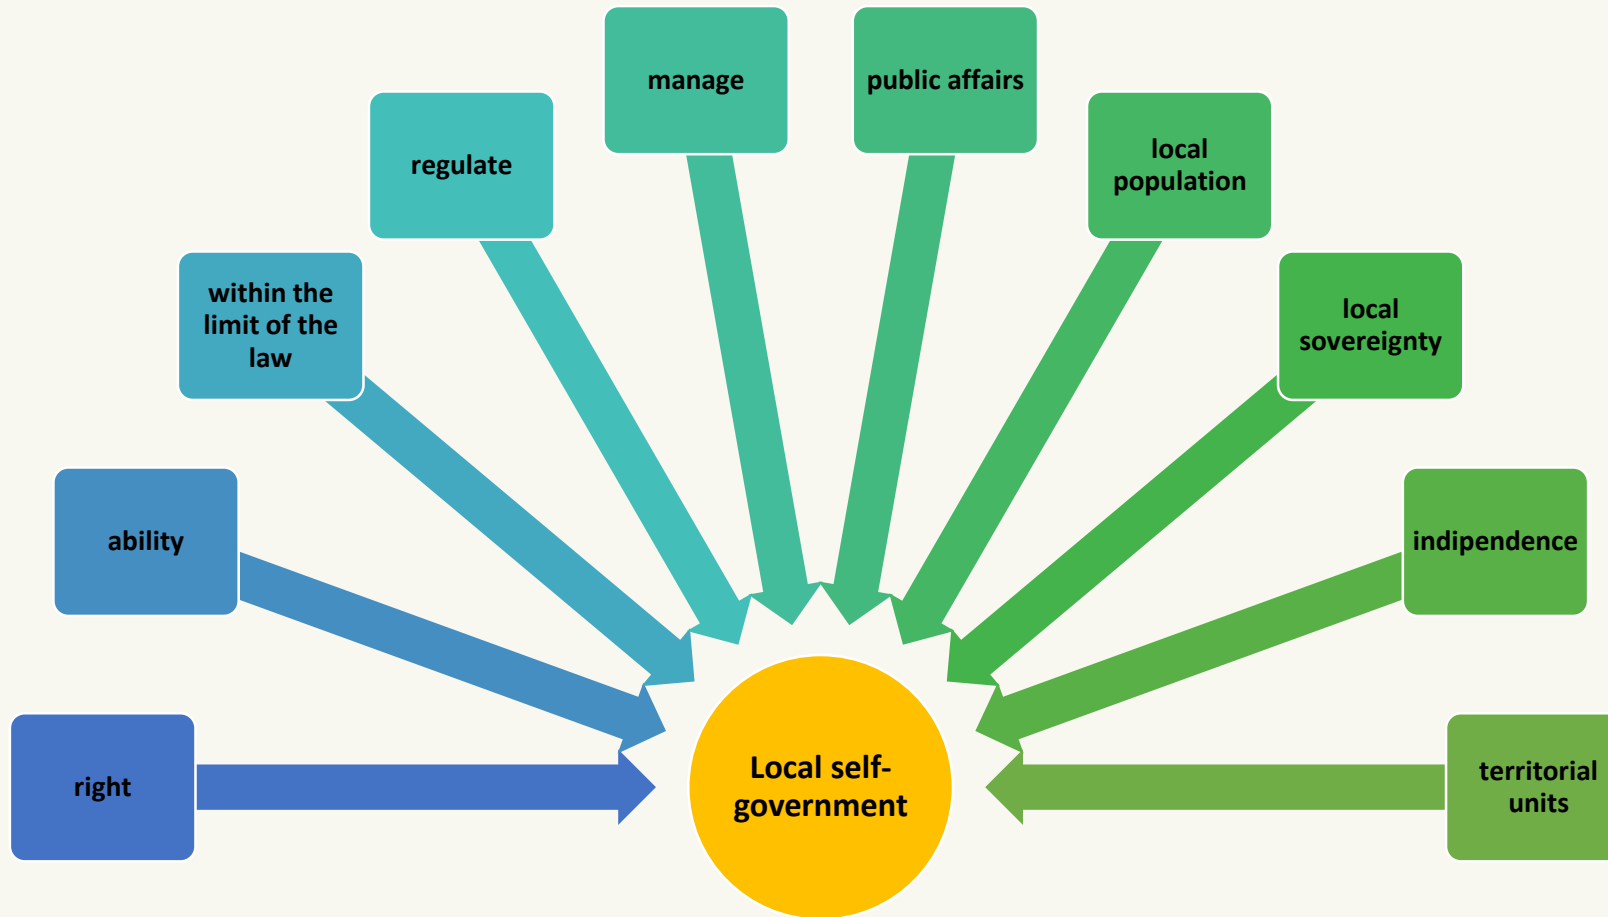 manage
public affairs
regulate
local
population
within the
limit of the
law
local
sovereignty
ability
indipendence
right
Local self-
government
territorial
units